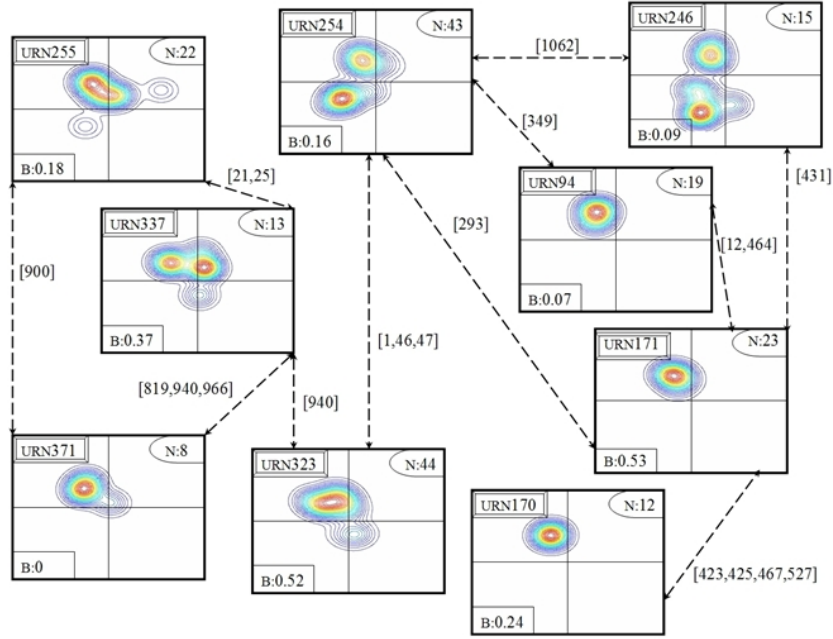 URN255
N:22
B:0.18
URN254
N:43
B:0.16
[1062]
URN246
N:15
B:0.09
[349]
[431]
[21,25]
URN94
N:19
B:0.07
URN337
N:13
B:0.37
[293]
[12,464]
[900]
[1,46,47]
URN171
N:23
B:0.53
[819,940,966]
[940]
URN371
N:8
B:0
URN323
N:44
B:0.52
URN170
N:12
B:0.24
[423,425,467,527]